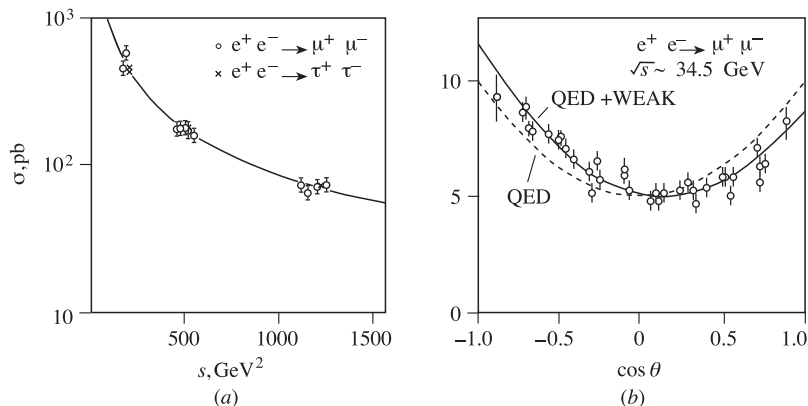 10³
10²
10
σ,pb
500
1000
1500
s,GeV²
(a)
∘ e⁺ e⁻ → μ⁺ μ⁻
× e⁺ e⁻ → τ⁺ τ⁻
10
5
0
-1.0
-0.5
0
0.5
1.0
cos θ
(b)
e⁺ e⁻ → μ⁺ μ⁻
√s ~ 34.5 GeV
QED +WEAK
QED